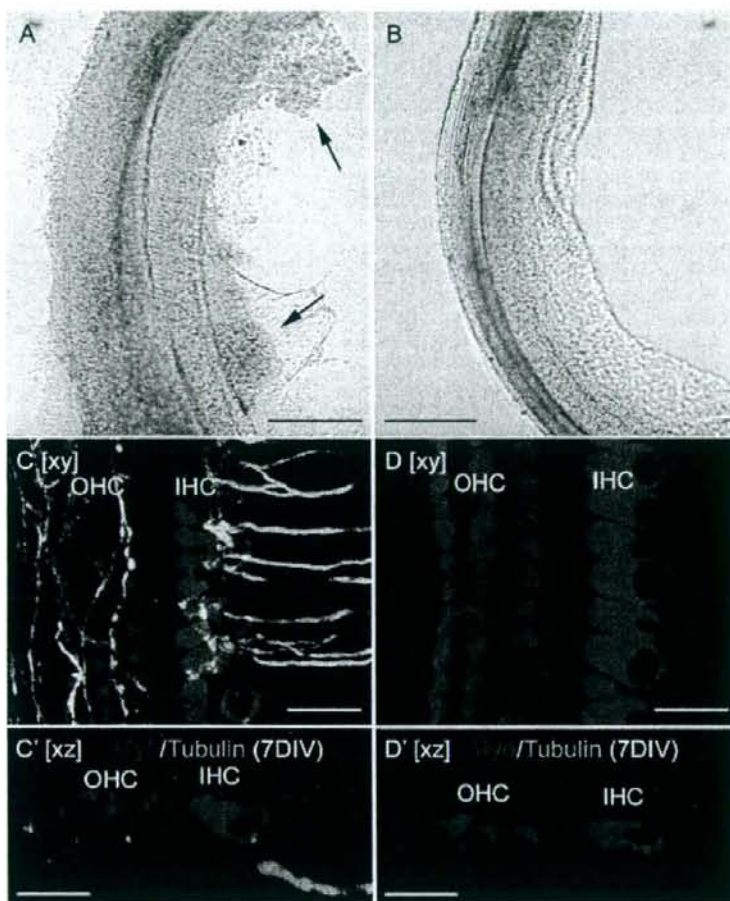 A
B
C [xy]
OHC
IHC
D [xy]
OHC
IHC
C' [xz]
/Tubulin (7DIV)
OHC
IHC
D' [xz]
/Tubulin (7DIV)
OHC
IHC